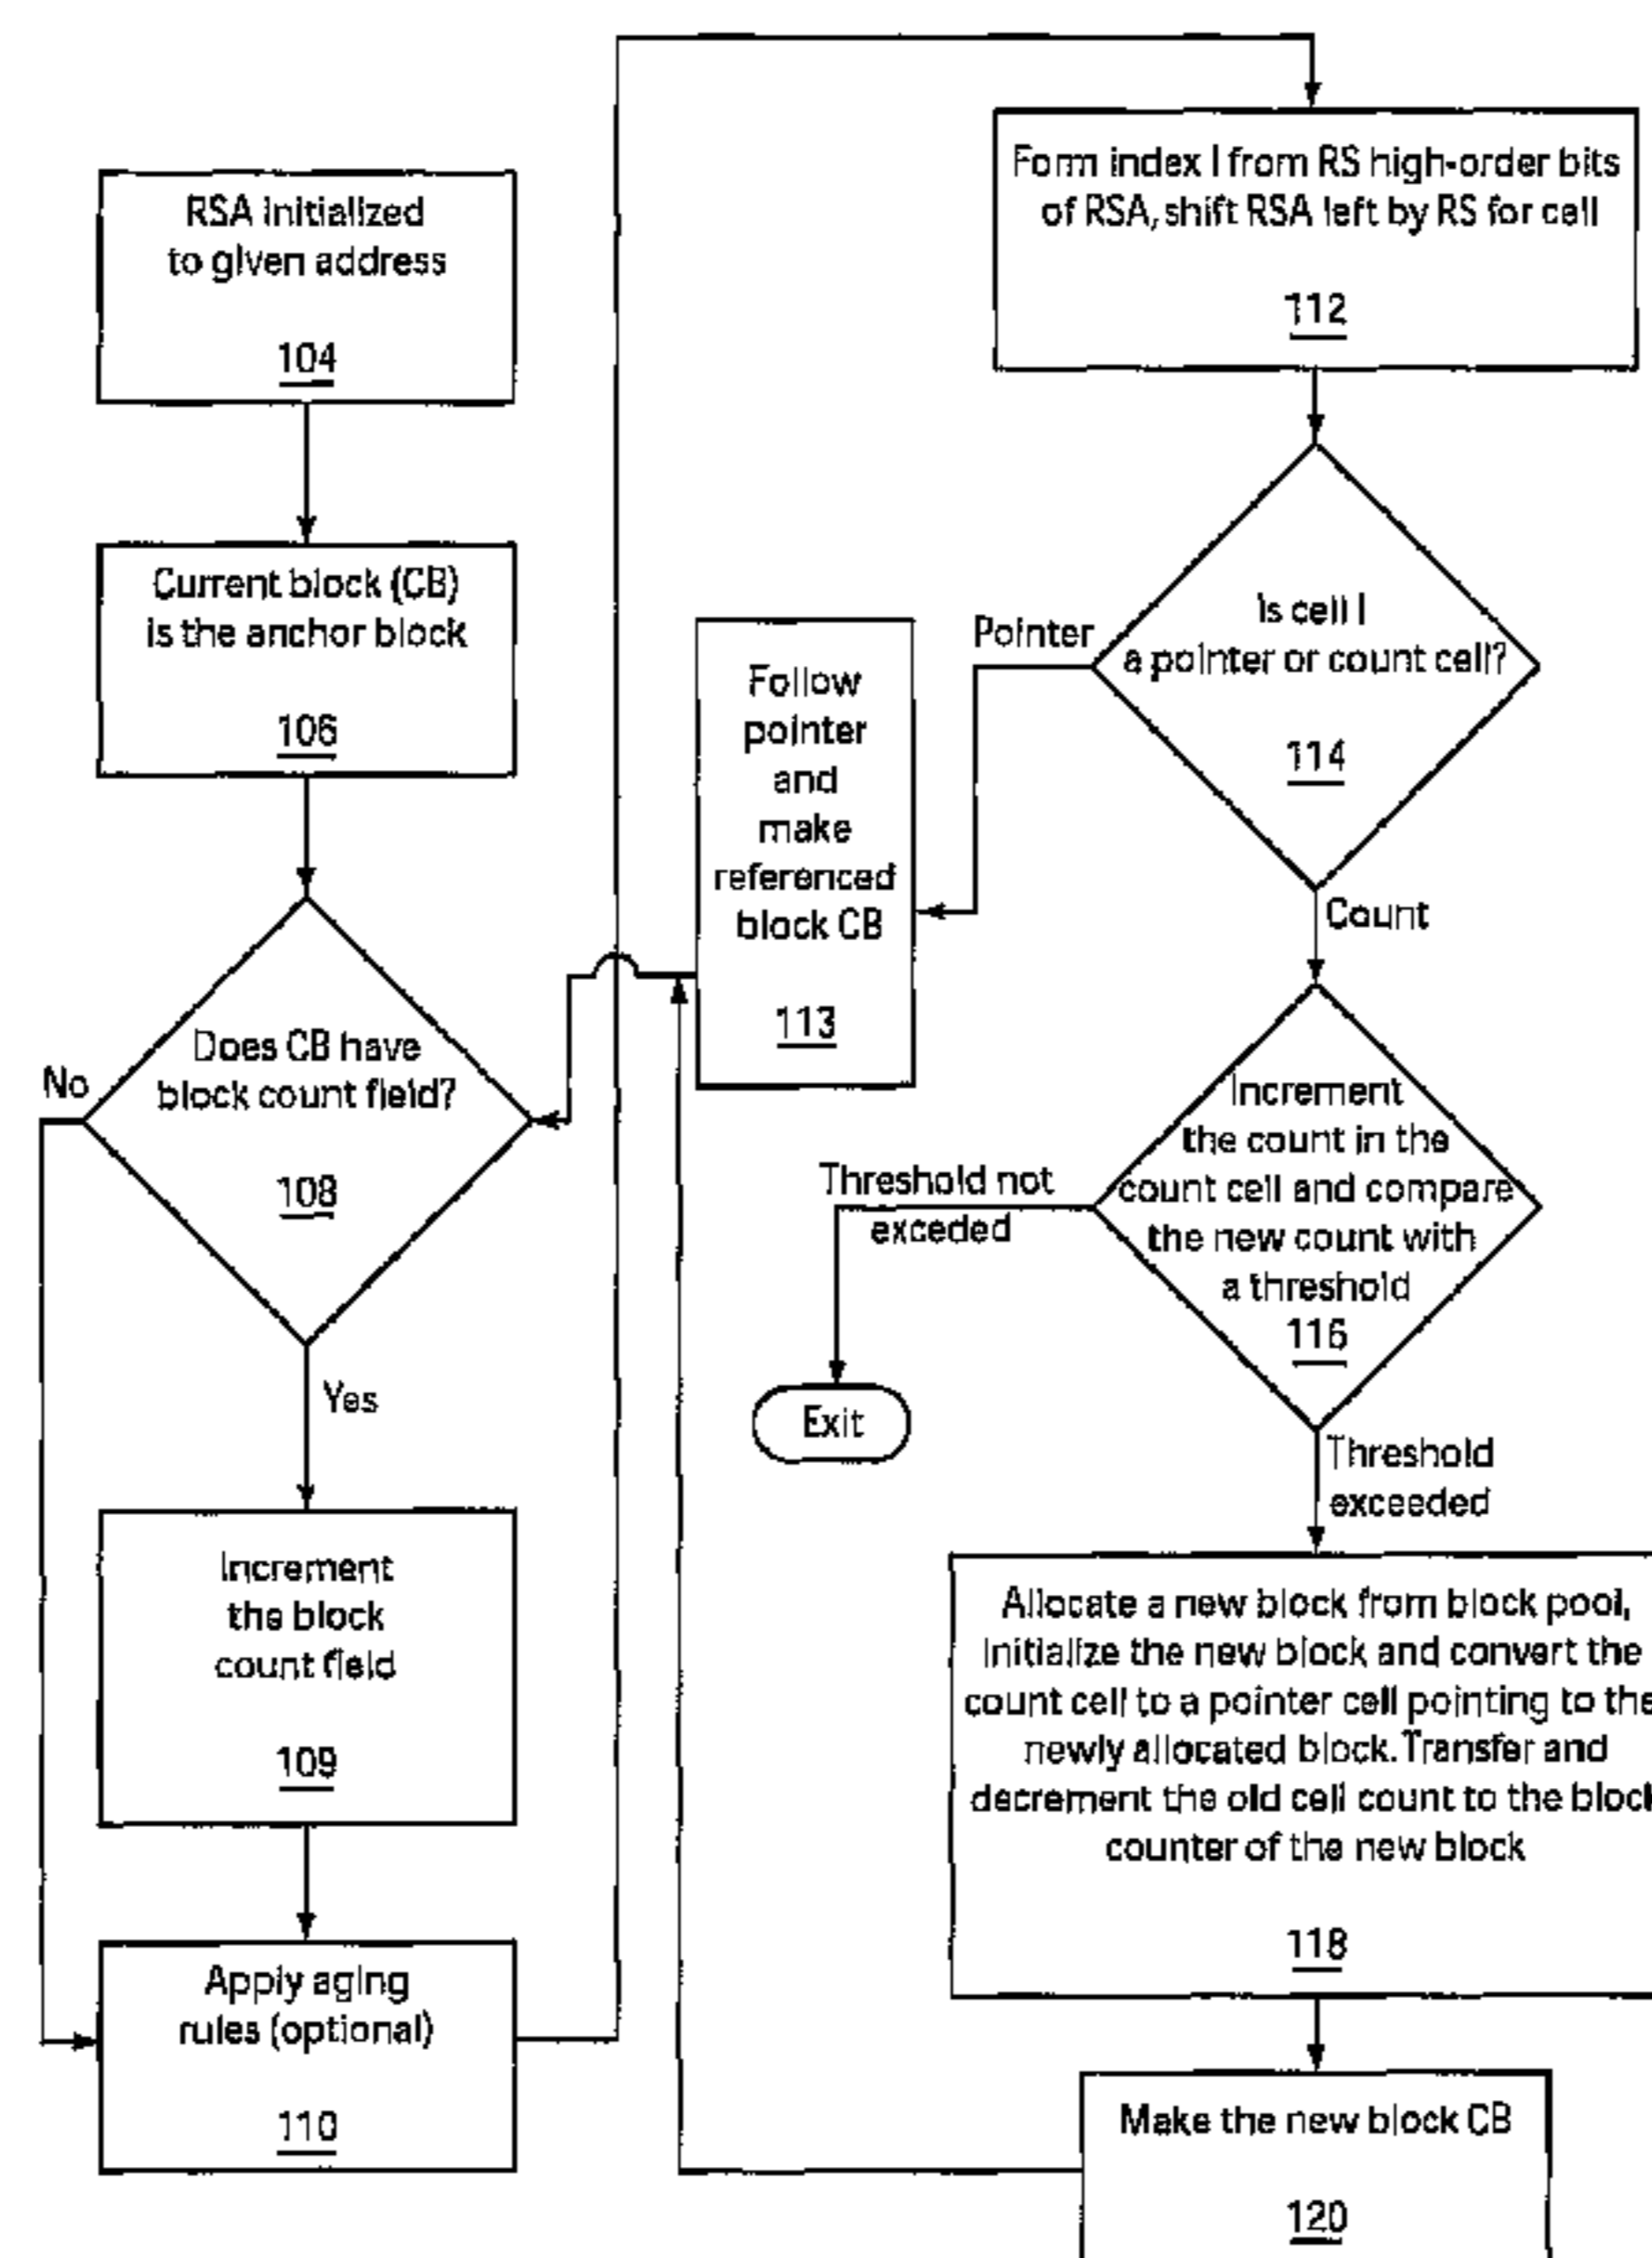 RSA initialized
to given address
104
Current block (CB)
is the anchor block
106
Does CB have
block count field?
108
No
Yes
Increment
the block
count field
109
Apply aging
rules (optional)
110
Form index I from RS high-order bits
of RSA, shift RSA left by RS for cell
112
Is cell I
a pointer or count cell?
114
Pointer
Count
Follow
pointer
and
make
referenced
block CB
113
Increment
the count in the
count cell and compare
the new count with
a threshold
116
Threshold not
exceded
Exit
Threshold
exceeded
Allocate a new block from block pool,
initialize the new block and convert the
count cell to a pointer cell pointing to the
newly allocated block. Transfer and
decrement the old cell count to the block
counter of the new block
118
Make the new block CB
120